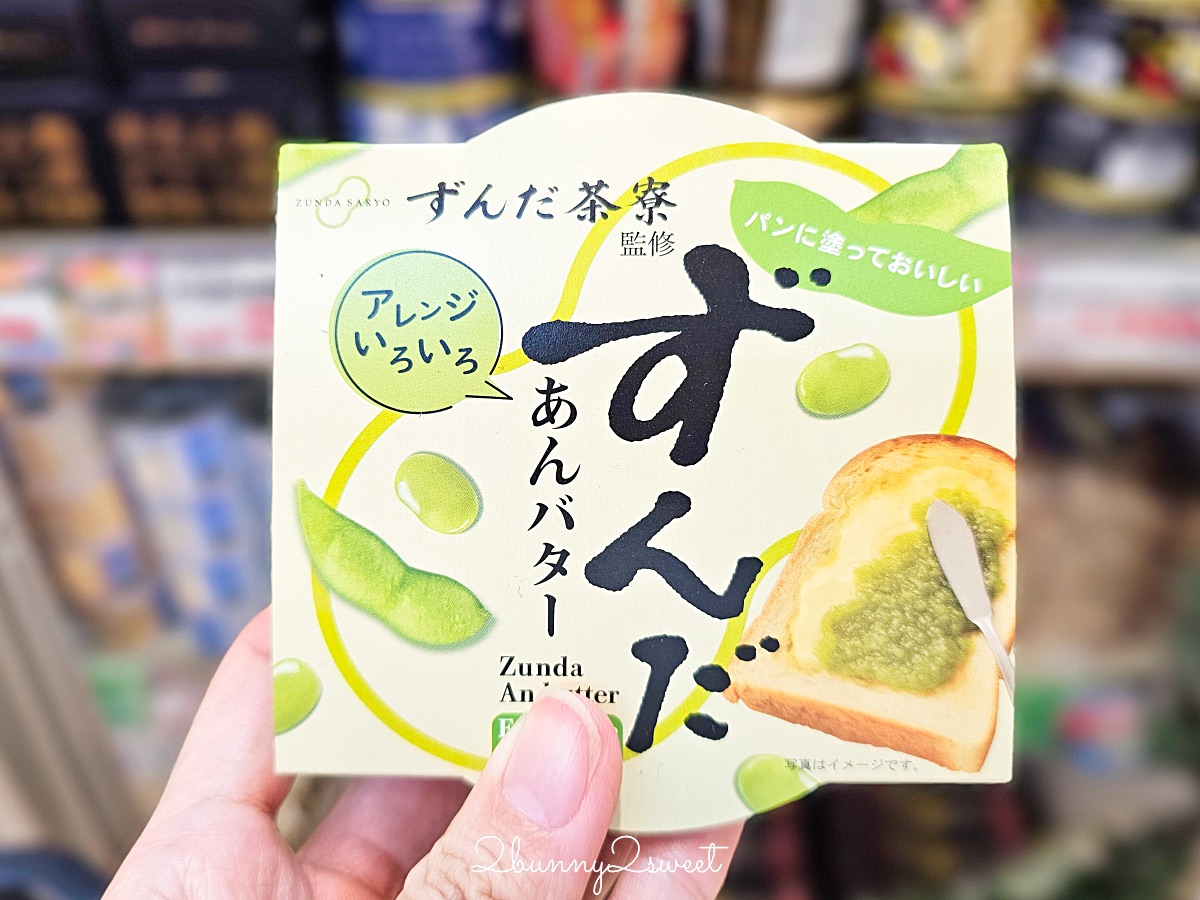 ZUNDA SARYO
ずんだ茶寮
監修
パンに塗っておいしい
アレンジ
いろいろ
ずんだ
あんバター
Zunda
An
写真はイメージです。
2bunny2sweet